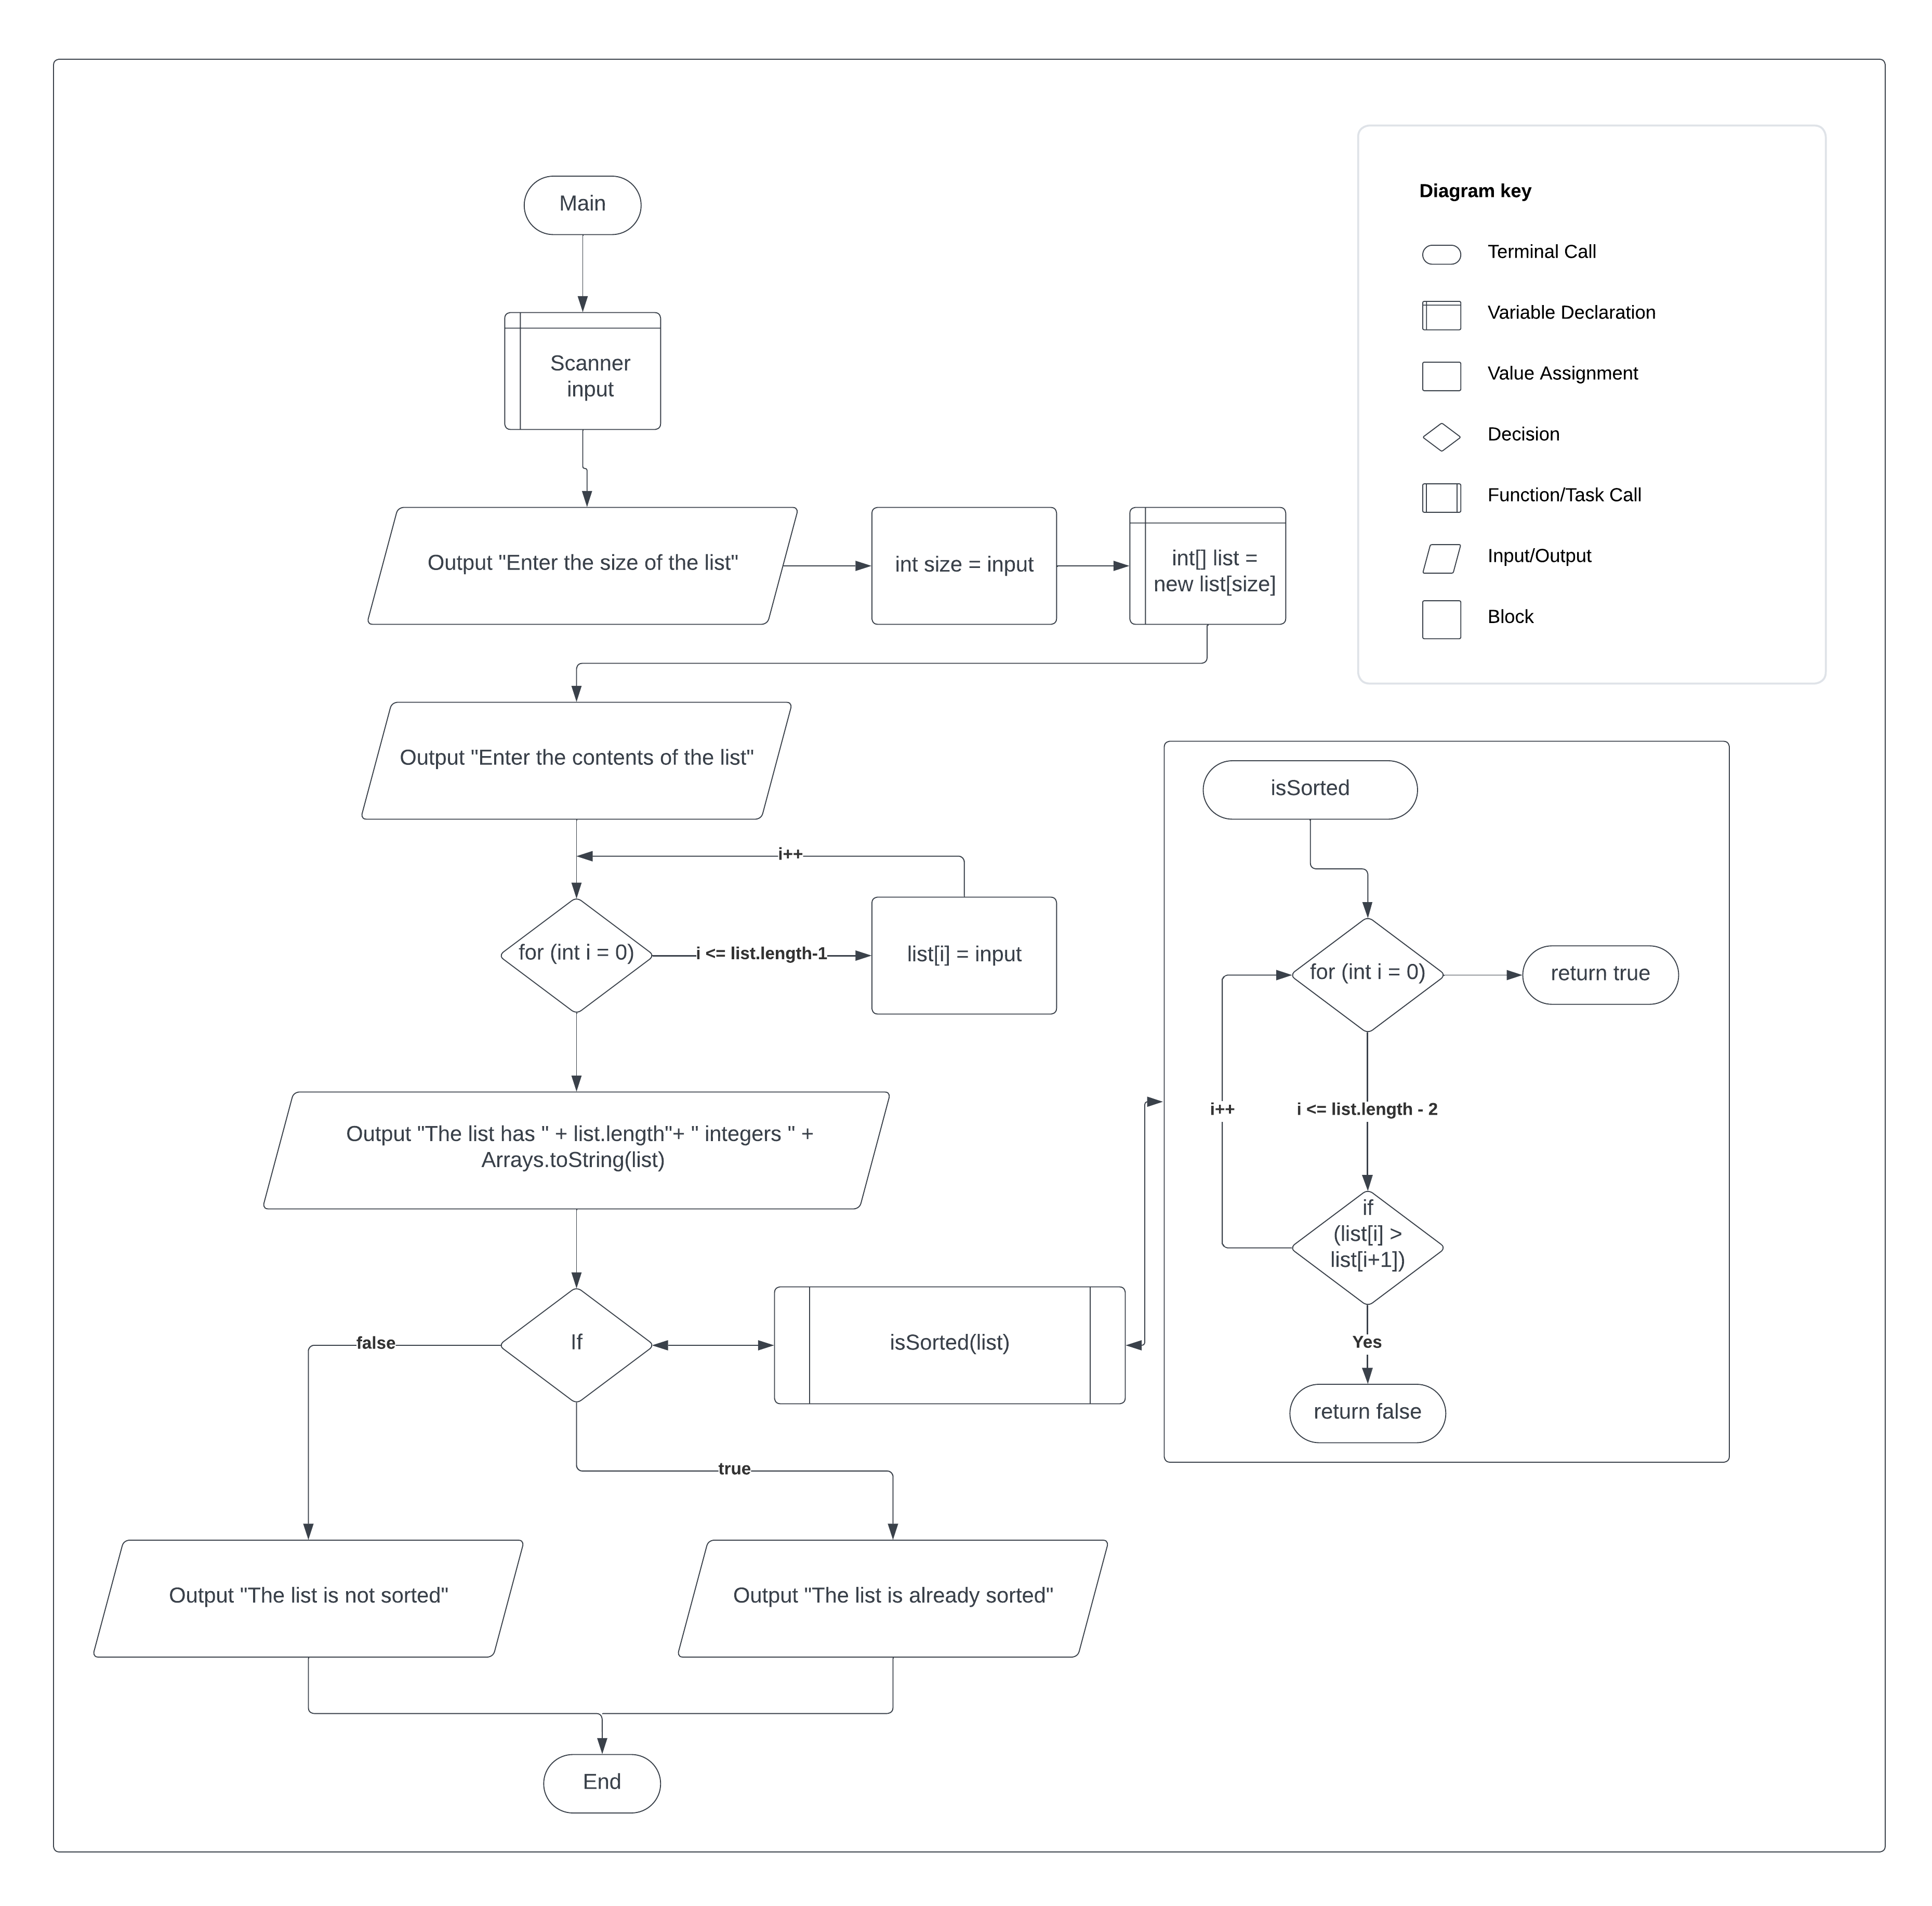 Main
Scanner
input
Output "Enter the size of the list"
int size = input
int[] list =
new list[size]
Output "Enter the contents of the list"
i++
for (int i = 0)
i <= list.length-1
list[i] = input
Output "The list has " + list.length"+ " integers " +
Arrays.toString(list)
If
isSorted(list)
false
true
Output "The list is not sorted"
Output "The list is already sorted"
End
Diagram key
Terminal Call
Variable Declaration
Value Assignment
Decision
Function/Task Call
Input/Output
Block
isSorted
for (int i = 0)
return true
i++
i <= list.length - 2
if
(list[i] >
list[i+1])
Yes
return false